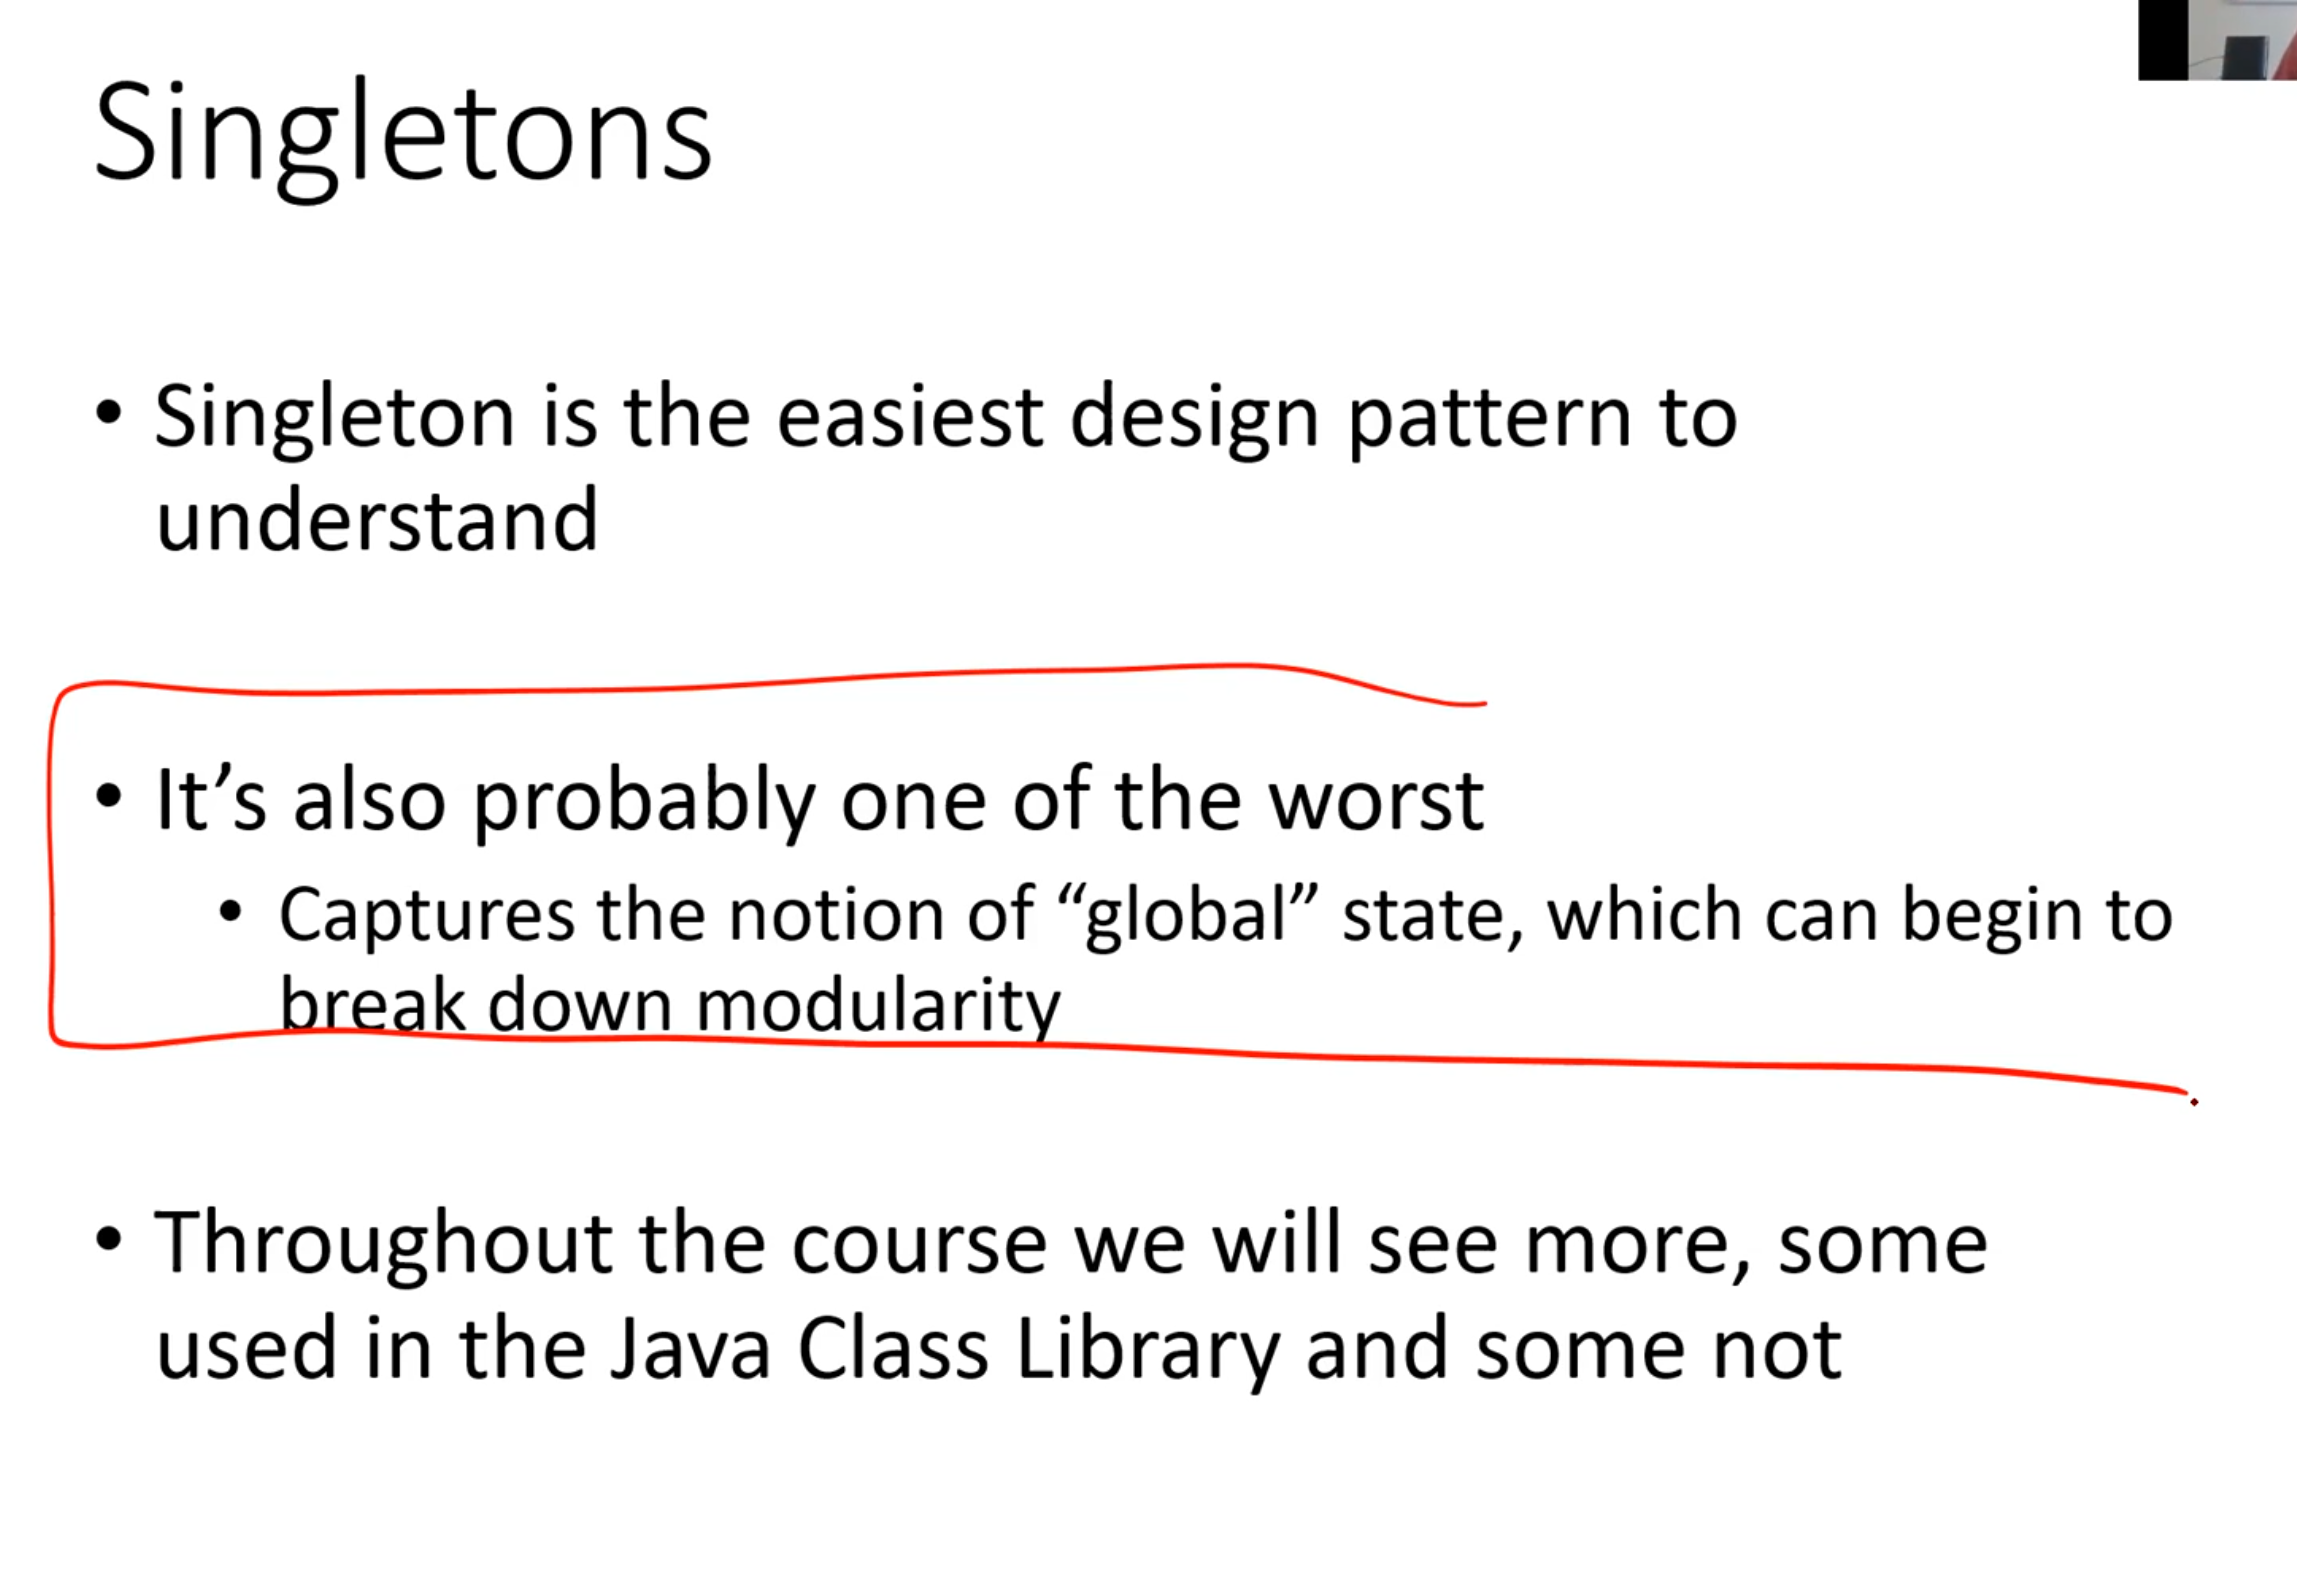 Singletons
• Singleton is the easiest design pattern to
understand
• It’s also probably one of the worst
• Captures the notion of “global” state, which can begin to
break down modularity
• Throughout the course we will see more, some
used in the Java Class Library and some not